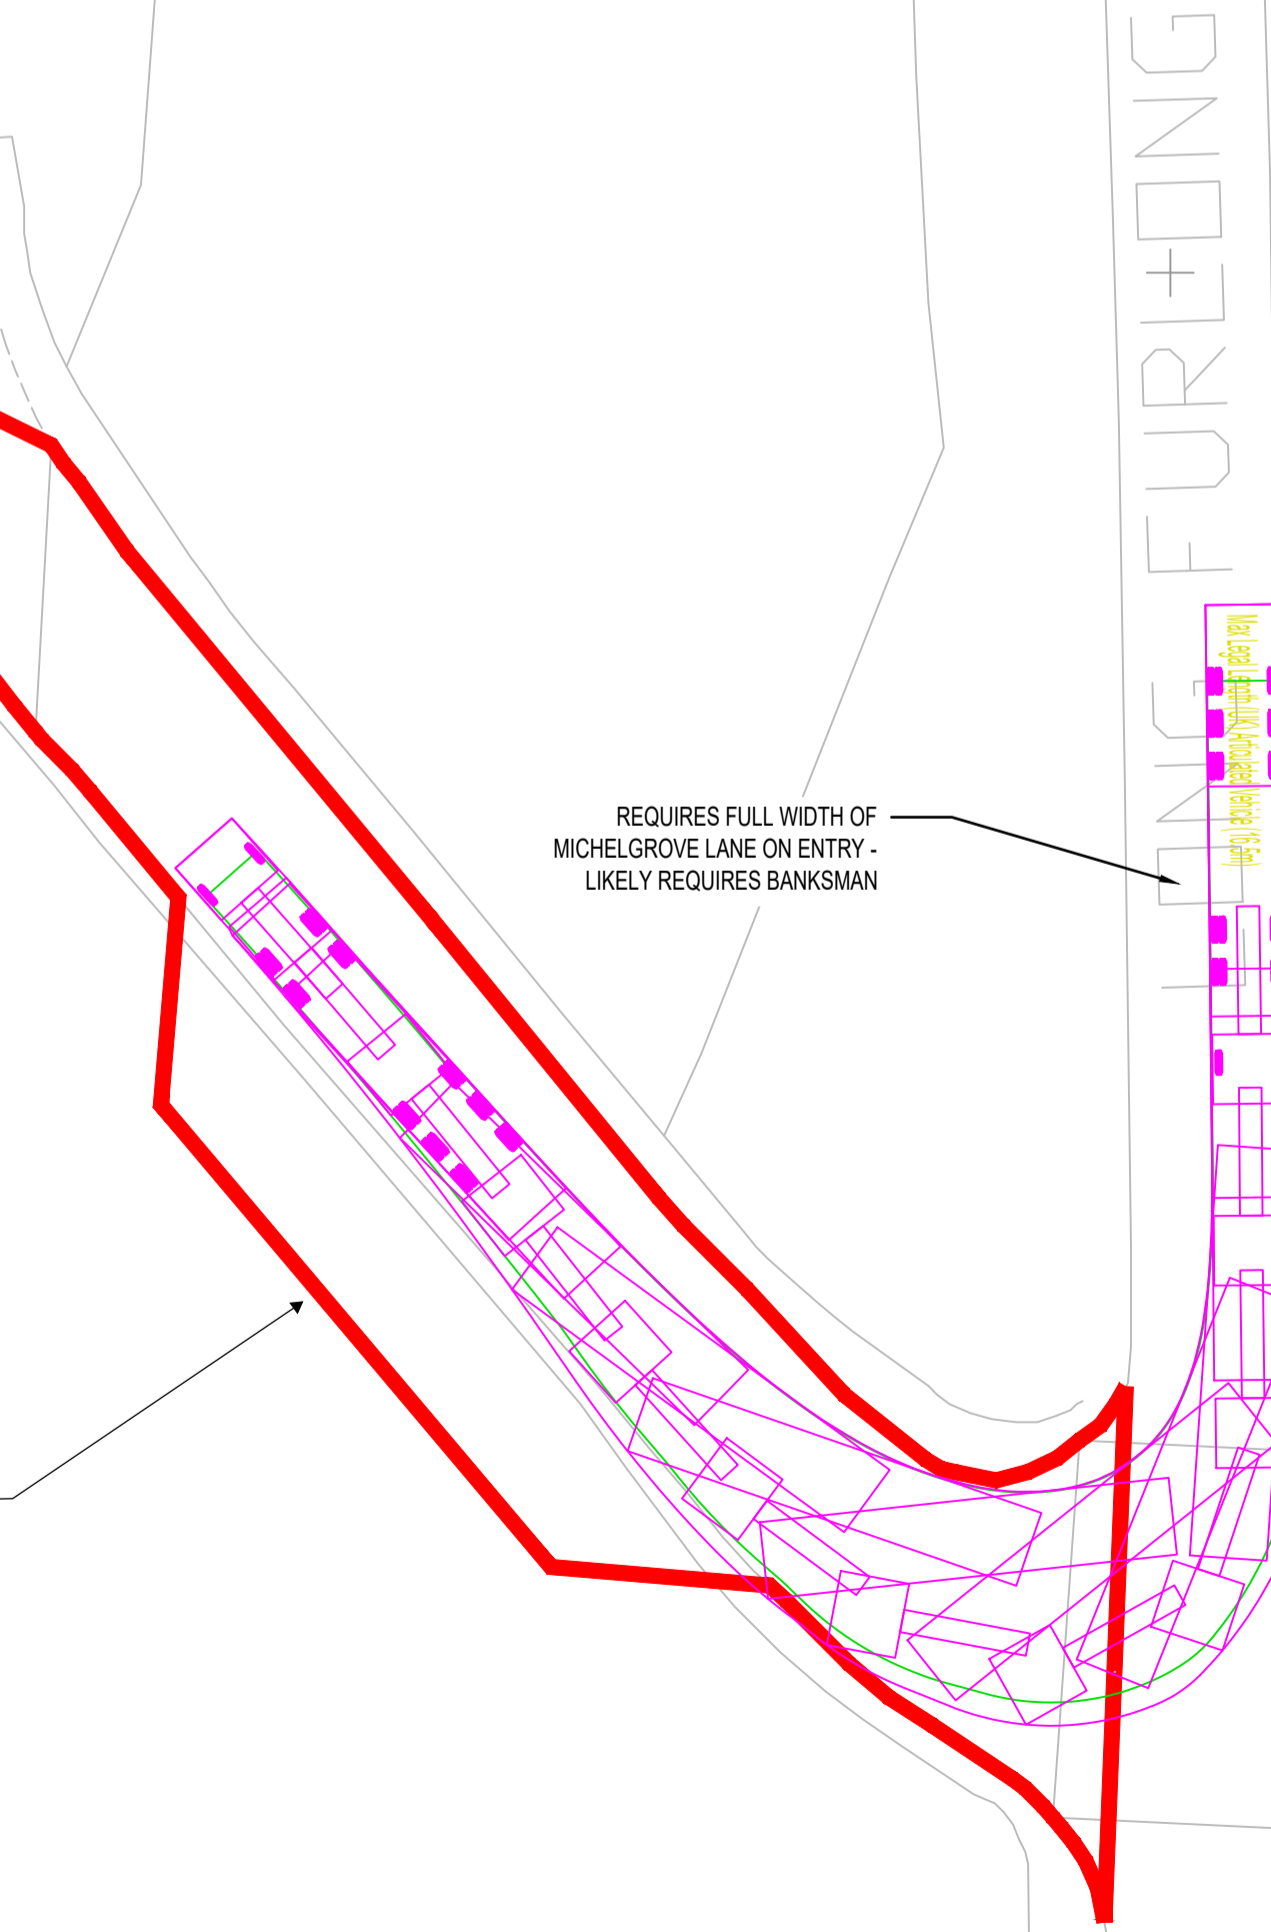 LONG FURLONG
Max Legal Length (UK) Articulated Vehicle (16.5m)
REQUIRES FULL WIDTH OF
MICHELGROVE LANE ON ENTRY -
LIKELY REQUIRES BANKSMAN